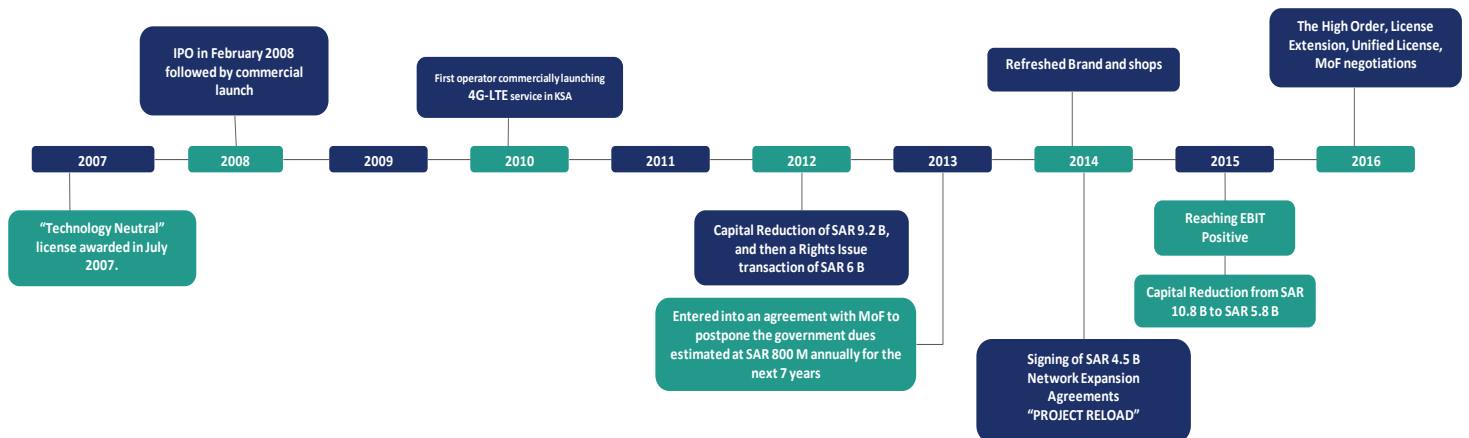 IPO in February 2008
followed by commercial
launch
First operator commercially launching
4G-LTE service in KSA
Refreshed Brand and shops
The High Order, License
Extension, Unified License,
MoF negotiations
2007
2008
2009
2010
2011
2012
2013
2014
2015
2016
“Technology Neutral”
license awarded in July
2007.
Capital Reduction of SAR 9.2 B,
and then a Rights Issue
transaction of SAR 6 B
Entered into an agreement with MoF to
postpone the government dues
estimated at SAR 800 M annually for the
next 7 years
Signing of SAR 4.5 B
Network Expansion
Agreements
“PROJECT RELOAD”
Reaching EBIT
Positive
Capital Reduction from SAR
10.8 B to SAR 5.8 B